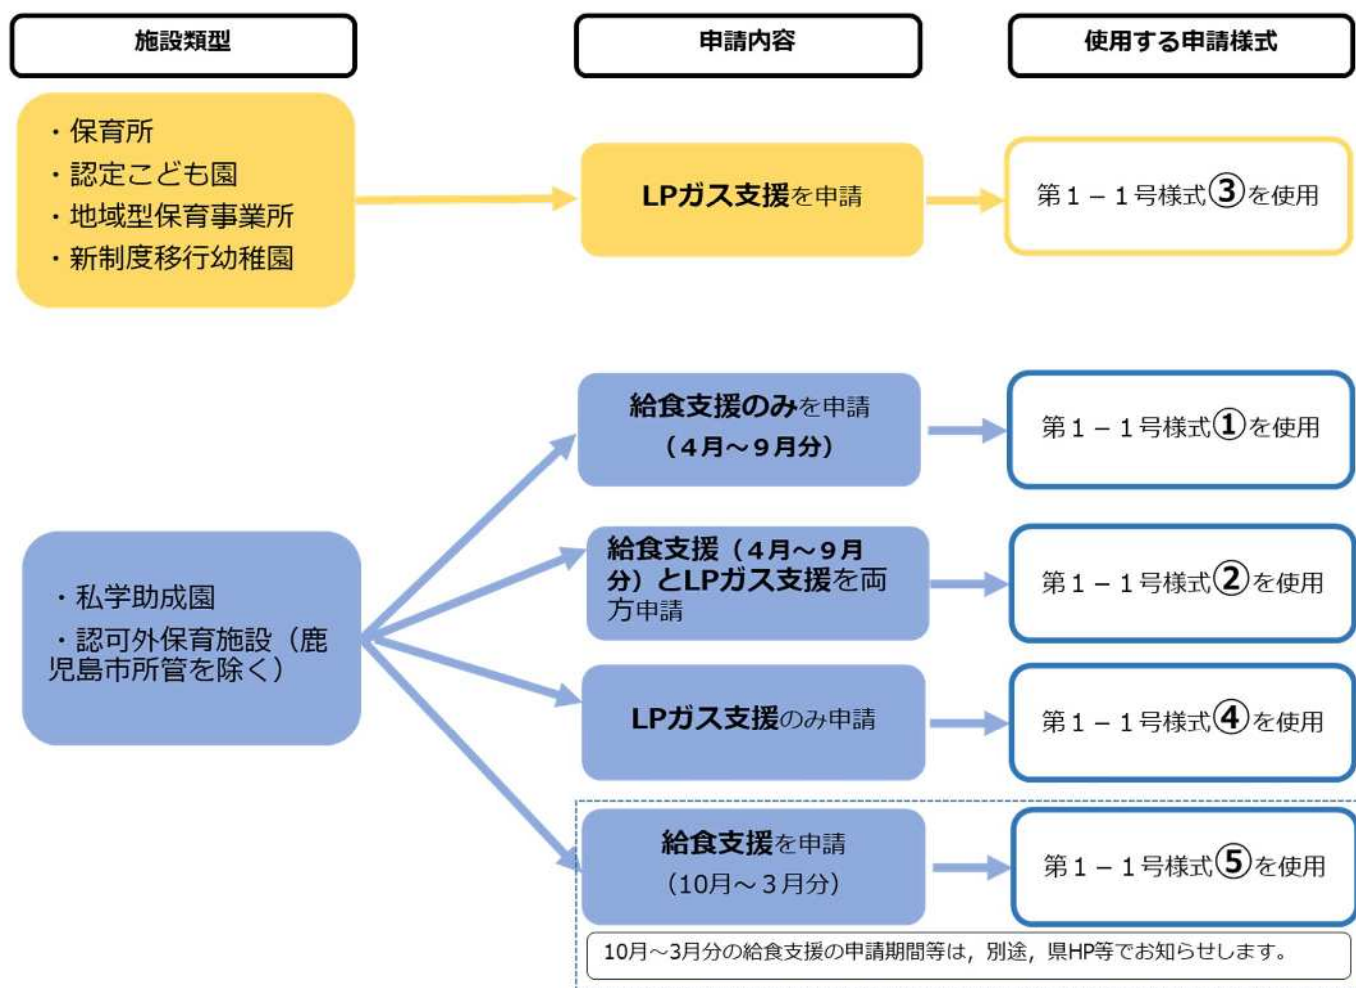 施設類型
申請内容
使用する申請様式
・保育所
・認定こども園
・地域型保育事業所
・新制度移行幼稚園
LPガス支援を申請
第１－１号様式③を使用
・私学助成園
・認可外保育施設（鹿
児島市所管を除く）
給食支援のみを申請
（４月～９月分）
第１－１号様式①を使用
給食支援（４月～９月
分）とLPガス支援を両
方申請
第１－１号様式②を使用
LPガス支援のみ申請
第１－１号様式④を使用
給食支援を申請
（10月～３月分）
第１－１号様式⑤を使用
10月～3月分の給食支援の申請期間等は，別途，県HP等でお知らせします。